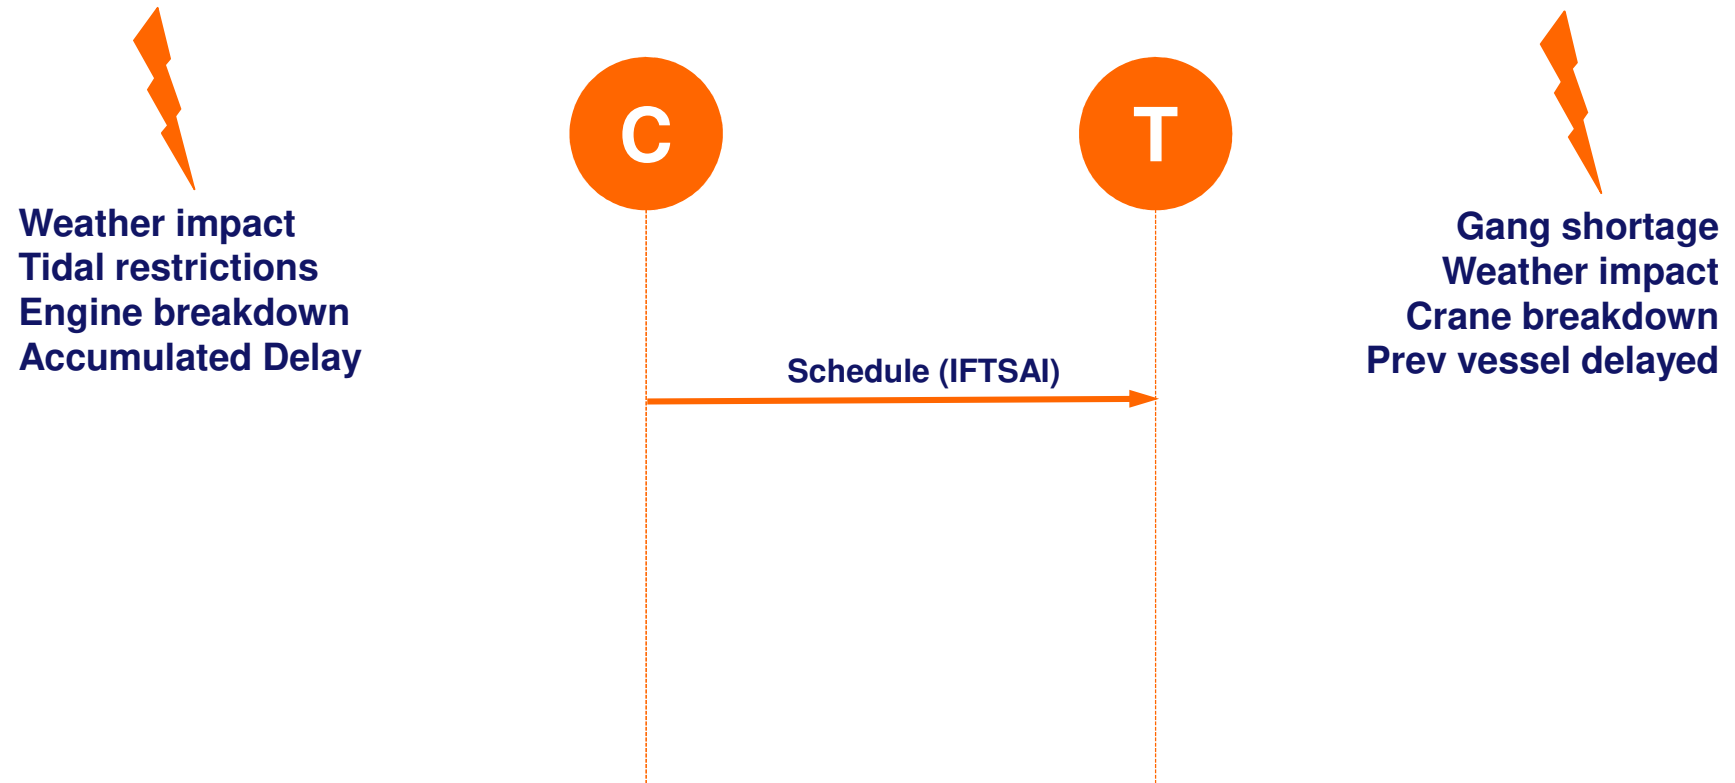 C
T
Weather impact
Tidal restrictions
Engine breakdown
Accumulated Delay
Gang shortage
Weather impact
Crane breakdown
Prev vessel delayed
Schedule (IFTSAI)